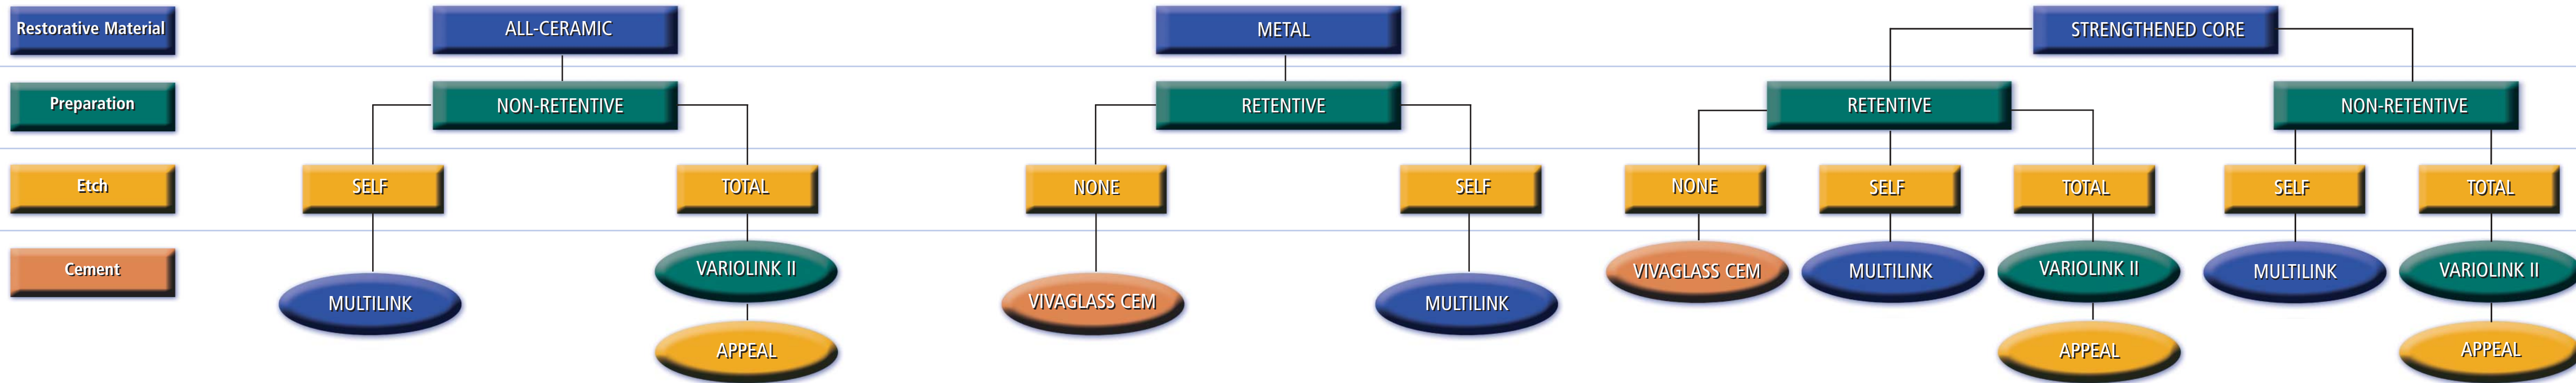 Restorative Material
ALL-CERAMIC
METAL
STRENGTHENED CORE
Preparation
NON-RETENTIVE
RETENTIVE
RETENTIVE
NON-RETENTIVE
Etch
SELF
TOTAL
NONE
SELF
NONE
SELF
TOTAL
SELF
TOTAL
Cement
MULTILINK
VARIOLINK II
VIVAGLASS CEM
MULTILINK
VIVAGLASS CEM
MULTILINK
VARIOLINK II
MULTILINK
VARIOLINK II
APPEAL
APPEAL
APPEAL